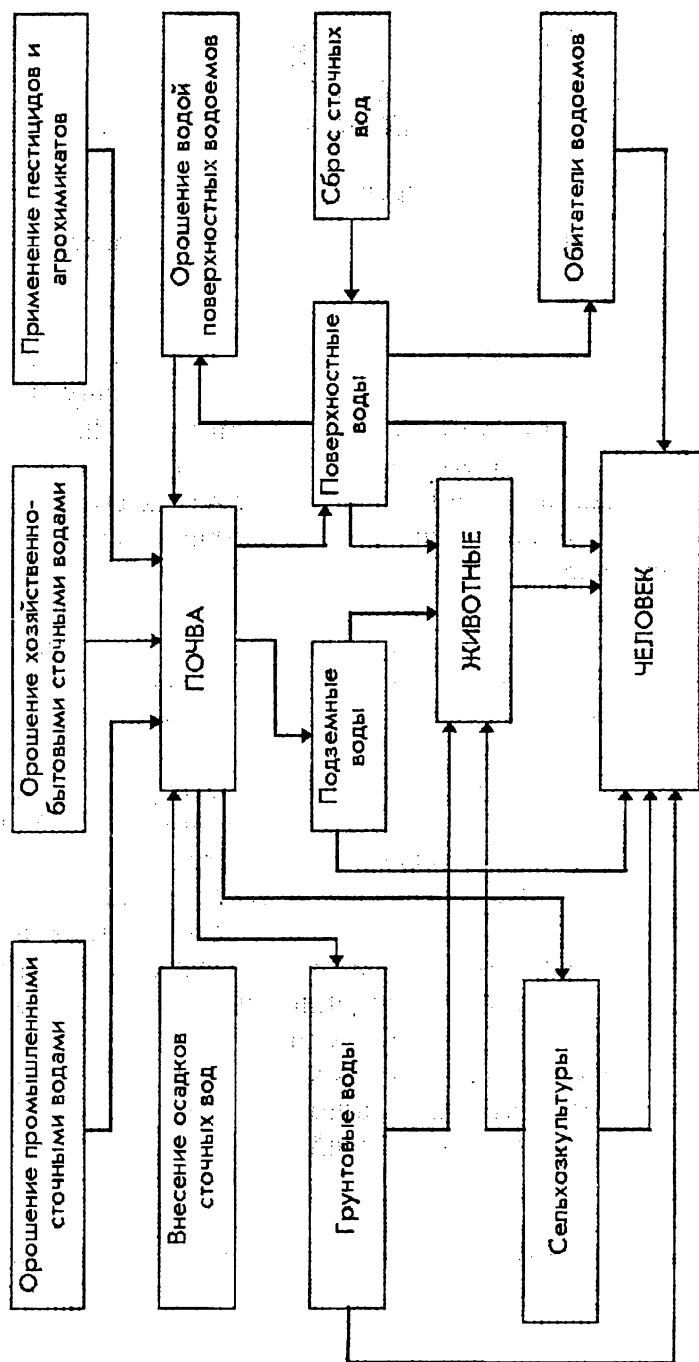 Орошение промышленными
сточными водами
Орошение хозяйственно-
бытовыми сточными водами
Применение пестицидов и
агрохимикатов
Внесение осадков
сточных вод
ПОЧВА
Орошение водой
поверхностных водоемов
Грунтовые воды
Подземные
воды
Поверхностные
воды
Сброс сточных
вод
ЖИВОТНЫЕ
Сельхозкультуры
ЧЕЛОВЕК
Обитатели водоемов